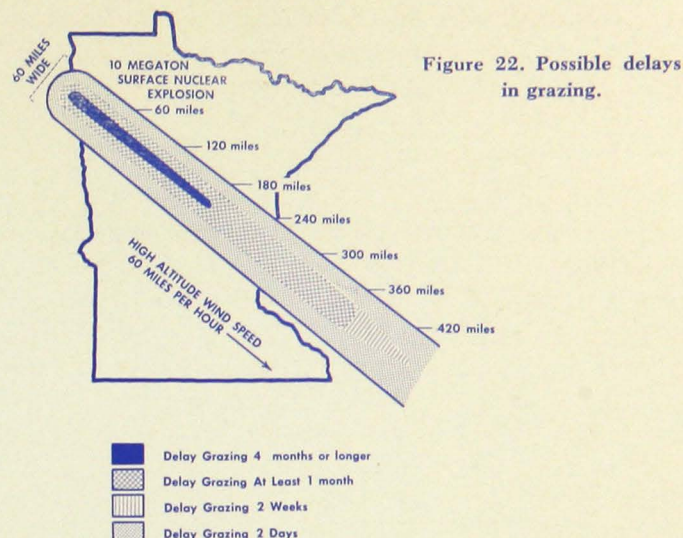 60 MILES
WIDE
10 MEGATON
SURFACE NUCLEAR
EXPLOSION
Figure 22. Possible delays
in grazing.
60 miles
120 miles
180 miles
240 miles
300 miles
360 miles
420 miles
HIGH ALTITUDE WIND SPEED
60 MILES PER HOUR
Delay Grazing 4 months or longer
Delay Grazing At Least 1 month
Delay Grazing 2 Weeks
Delay Grazing 2 Days